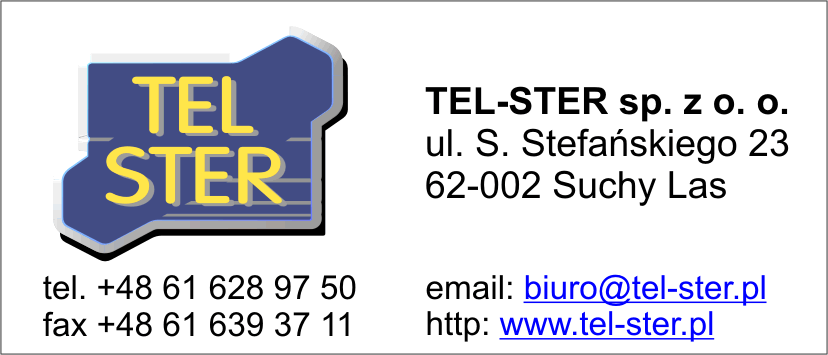 TEL
STER
TEL-STER sp. z o. o.
ul. S. Stefańskiego 23
62-002 Suchy Las
tel. +48 61 628 97 50
fax +48 61 639 37 11
email: biuro@tel-ster.pl
http: www.tel-ster.pl